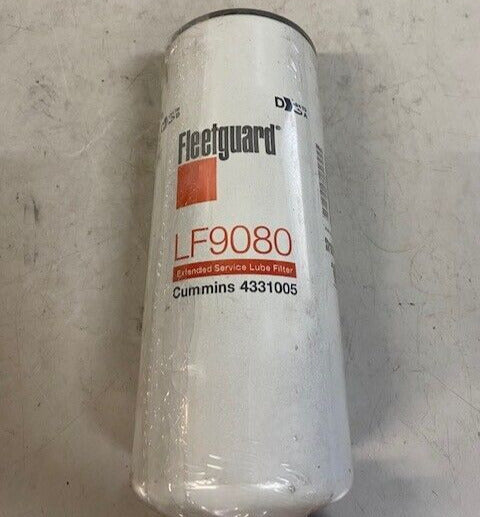 Fleetguard®
LF9080
Extended Service Lube Filter
Cummins 4331005